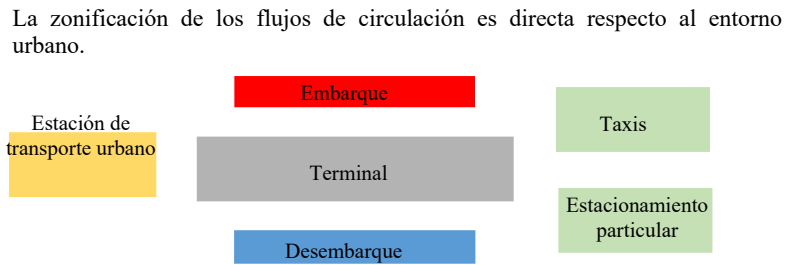 La zonificación de los flujos de circulación es directa respecto al entorno
urbano.
Embarque
Estación de
transporte urbano
Taxis
Terminal
Estacionamiento
particular
Desembarque